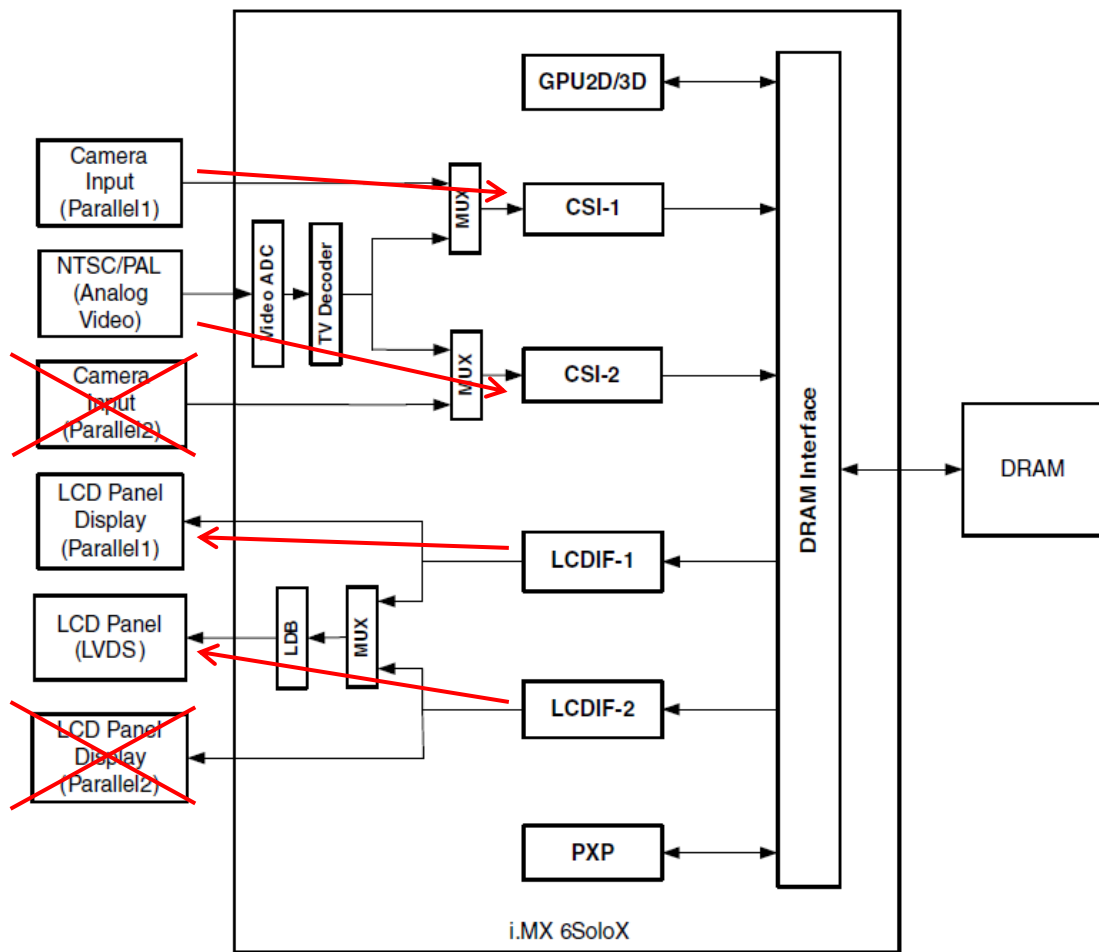 GPU2D/3D
Camera
Input
(Parallel1)
MUX
CSI-1
NTSC/PAL
(Analog
Video)
Video ADC
TV Decoder
Camera
Input
(Parallel2)
MUX
CSI-2
DRAM Interface
DRAM
LCD Panel
Display
(Parallel1)
LCDIF-1
LCD Panel
(LVDS)
LDB
MUX
LCDIF-2
LCD Panel
Display
(Parallel2)
PXP
i.MX 6SoloX